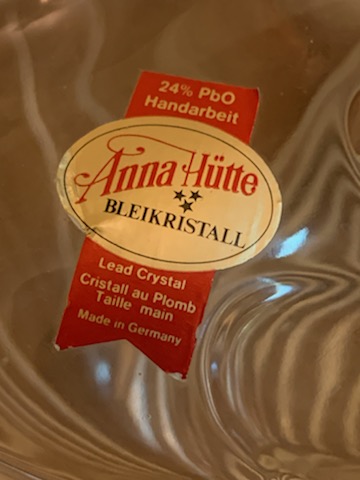 24% PbO
Handarbeit
Anna Hütte
BLEIKRISTALL
Lead Crystal
Cristall au Plomb
Taille main
Made in Germany